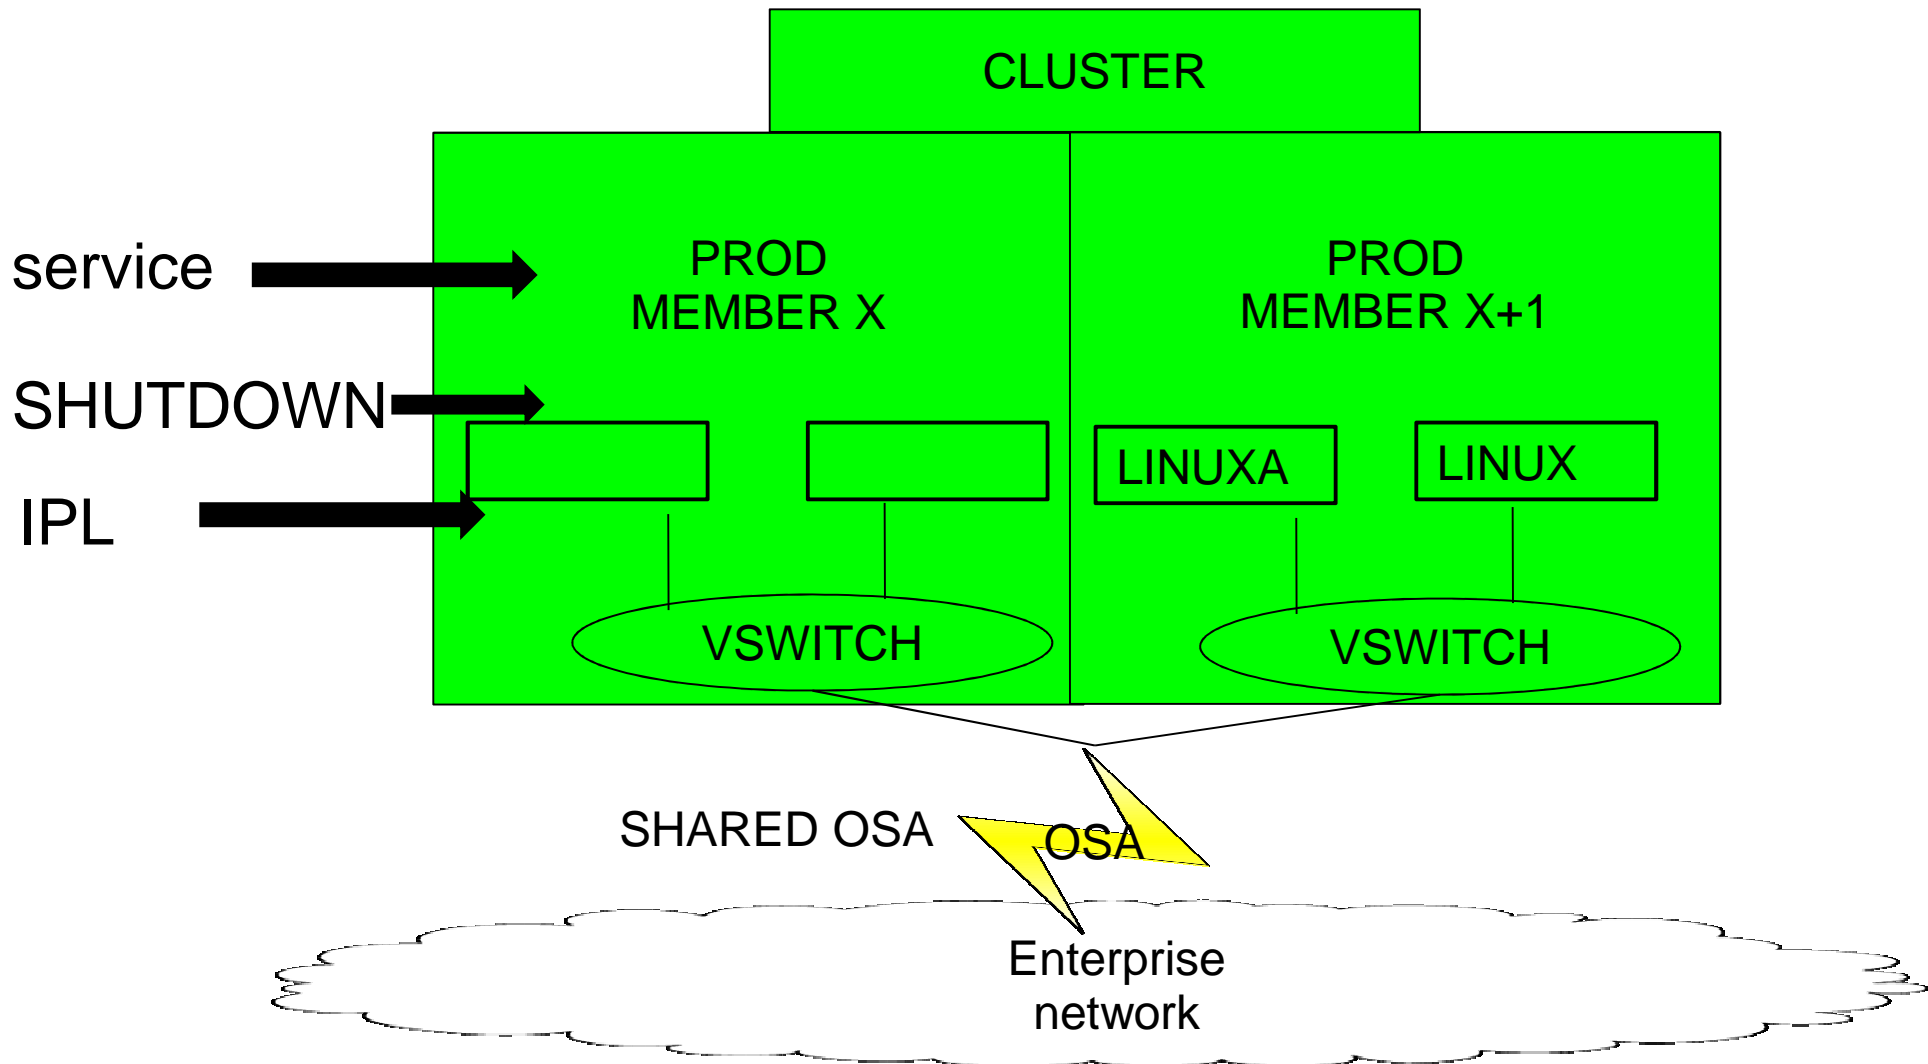 CLUSTER
service
PROD
MEMBER X
PROD
MEMBER X+1
SHUTDOWN
LINUXA
LINUX
IPL
VSWITCH
VSWITCH
SHARED OSA
OSA
Enterprise
network